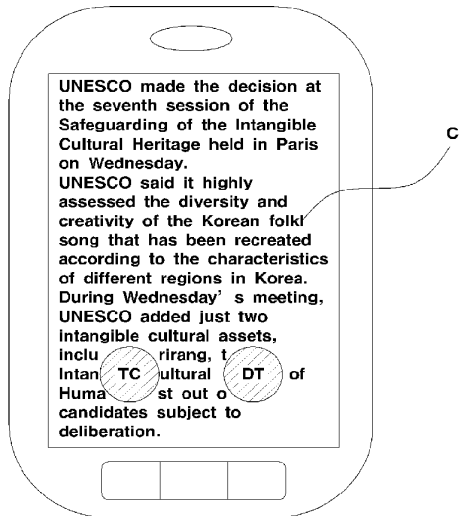 UNESCO made the decision at
the seventh session of the
Safeguarding of the Intangible
Cultural Heritage held in Paris
on Wednesday.
UNESCO said it highly
assessed the diversity and
creativity of the Korean folkl
song that has been recreated
according to the characteristics
of different regions in Korea.
During Wednesday' s meeting,
UNESCO added just two
intangible cultural assets,
inclu rirang, t
Intan TC ultural DT of
Huma st out o
candidates subject to
deliberation.
C